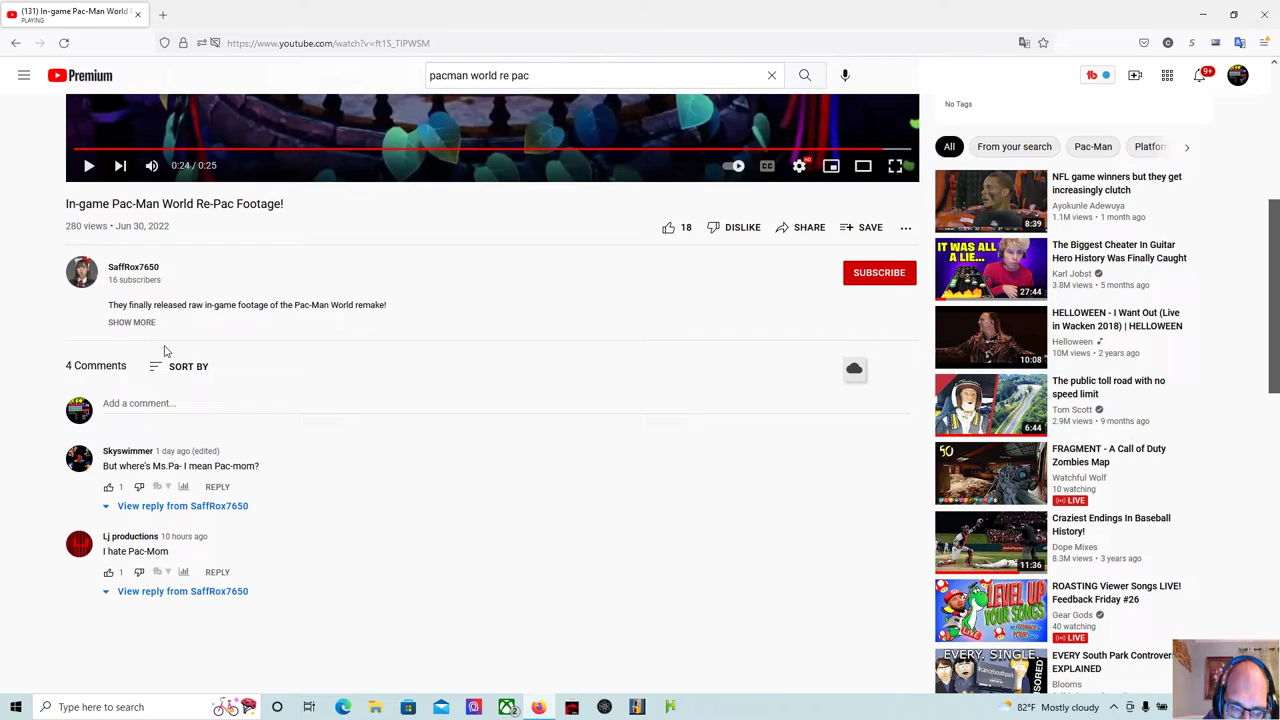 (131) In-game Pac-Man World R
PLAYING
https://www.youtube.com/watch?v=ft1S_TlPWSM
Premium
pacman world re pac
9+
No Tags
0:24 / 0:25
HD
All
From your search
Pac-Man
Platfor
In-game Pac-Man World Re-Pac Footage!
280 views • Jun 30, 2022
18
DISLIKE
SHARE
SAVE
SaffRox7650
16 subscribers
SUBSCRIBE
They finally released raw in-game footage of the Pac-Man World remake!
SHOW MORE
4 Comments
SORT BY
Add a comment...
Skyswimmer 1 day ago (edited)
But where's Ms.Pa- I mean Pac-mom?
1
REPLY
View reply from SaffRox7650
Lj productions 10 hours ago
I hate Pac-Mom
1
REPLY
View reply from SaffRox7650
8:39
NFL game winners but they get
increasingly clutch
Ayokunle Adewuya
1.1M views • 1 month ago
IT WAS ALL
A LIE...
27:44
The Biggest Cheater In Guitar
Hero History Was Finally Caught
Karl Jobst
3.8M views • 5 months ago
10:08
HELLOWEEN - I Want Out (Live
in Wacken 2018) | HELLOWEEN
Helloween
10M views • 2 years ago
6:44
The public toll road with no
speed limit
Tom Scott
2.9M views • 9 months ago
50
FRAGMENT - A Call of Duty
Zombies Map
Watchful Wolf
10 watching
LIVE
11:36
Craziest Endings In Baseball
History!
Dope Mixes
8.3M views • 3 years ago
LEVEL UP
YOUR SONGS
ROASTING Viewer Songs LIVE!
Feedback Friday #26
Gear Gods
40 watching
LIVE
EVERY. SINGLE.
#cancelsouthpark
EVERY South Park Controver
EXPLAINED
Blooms
Type here to search
82°F Mostly cloudy